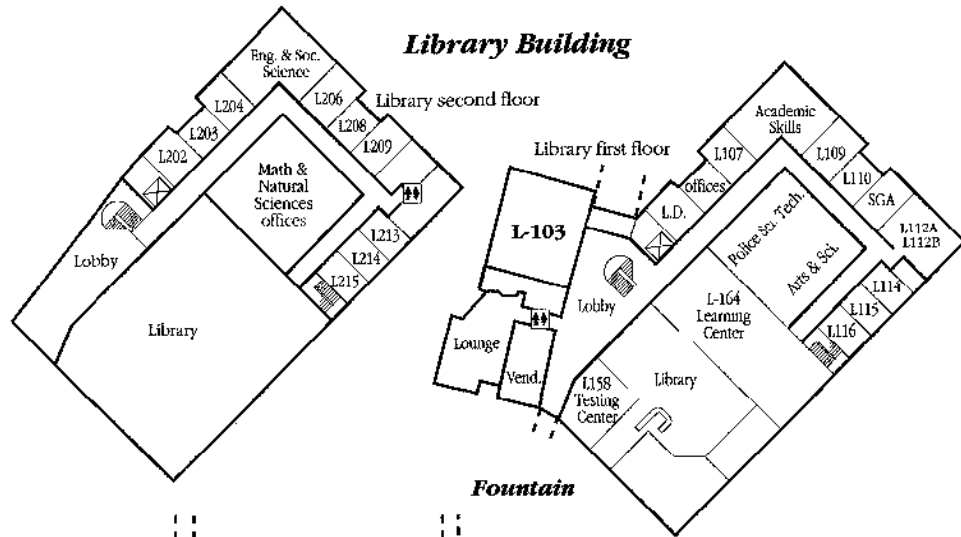 Library Building
Eng. & Soc.
Science
L204
L206
Library second floor
L203
L208
L202
L209
Math &
Natural
Sciences
offices
L213
L214
L215
Lobby
Library
Library first floor
Academic
Skills
L107
L109
offices
L110
L.D.
SGA
L-103
L112A
L112B
Police Sci. Tech.
Arts & Sci.
L114
L115
L116
L-164
Learning
Center
Lobby
Lounge
Vend.
L158
Testing
Center
Library
Fountain